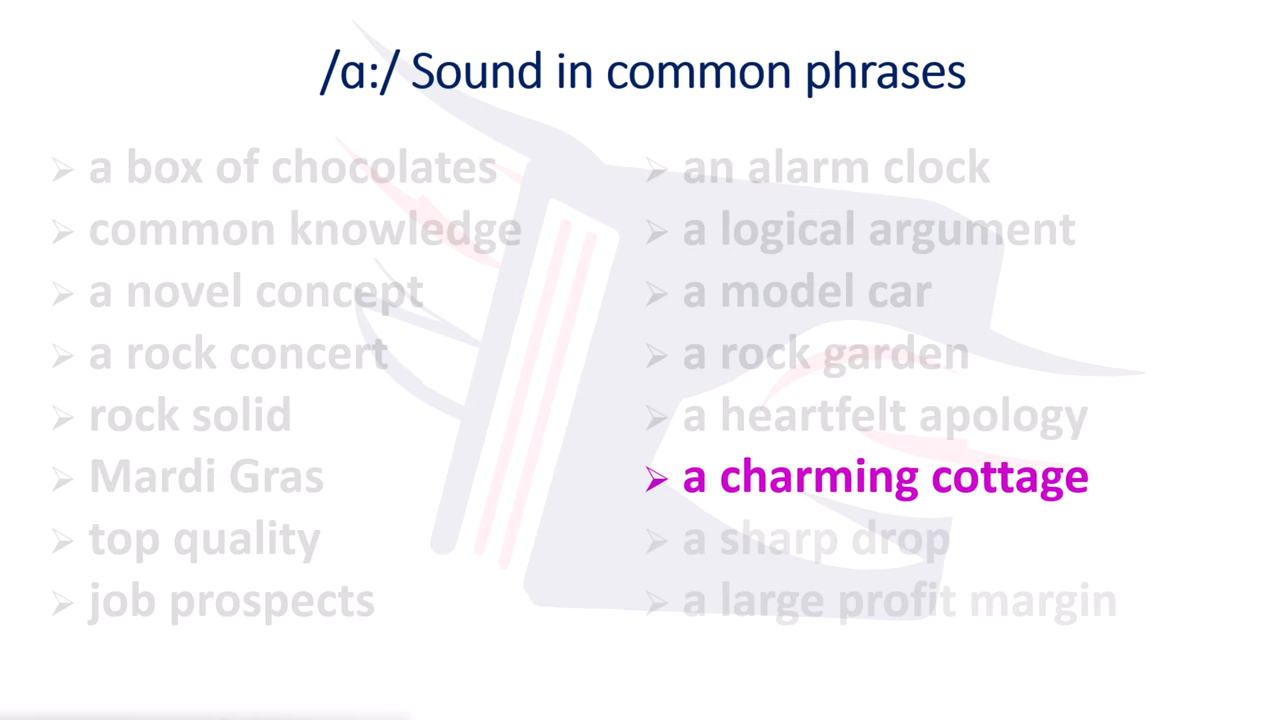 /ɑ:/ Sound in common phrases
a box of chocolates
common knowledge
a novel concept
a rock concert
rock solid
Mardi Gras
top quality
job prospects
an alarm clock
a logical argument
a model car
a rock garden
a heartfelt apology
a charming cottage
a sharp drop
a large profit margin